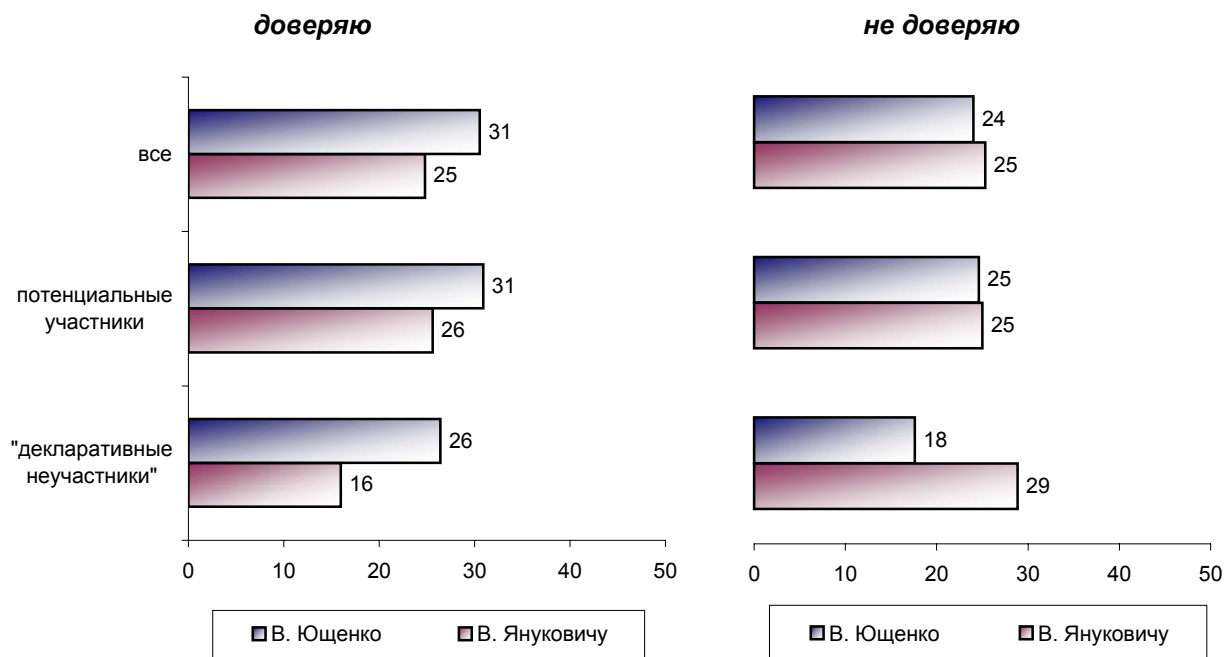 доверяю
не доверяю
все
31
25
24
25
потенциальные
участники
31
26
25
25
"декларативные
неучастники"
26
16
18
29
0 10 20 30 40 50
0 10 20 30 40 50
В. Ющенко В. Януковичу
В. Ющенко В. Януковичу